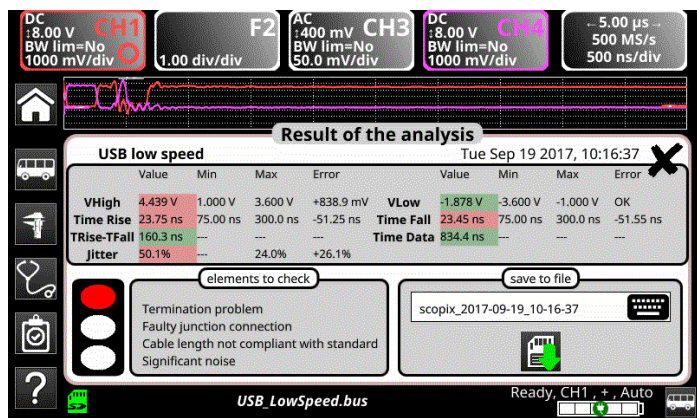 DC
↕8.00 V CH1
BW lim=No
1000 mV/div
F2
1.00 div/div
AC
↕400 mV CH3
BW lim=No
50.0 mV/div
DC
↕8.00 V CH4
BW lim=No
1000 mV/div
←5.00 µs→
500 MS/s
500 ns/div
Result of the analysis
USB low speed Tue Sep 19 2017, 10:16:37
Value Min Max Error Value Min Max Error
VHigh 4.439 V 1.000 V 3.600 V +838.9 mV VLow -1.878 V -3.600 V -1.000 V OK
Time Rise 23.75 ns 75.00 ns 300.0 ns -51.25 ns Time Fall 23.45 ns 75.00 ns 300.0 ns -51.55 ns
TRise-TFall 160.3 ns --- --- --- Time Data 834.4 ns --- --- ---
Jitter 50.1% --- 24.0% +26.1%
elements to check
Termination problem
Faulty junction connection
Cable length not compliant with standard
Significant noise
save to file
scopix_2017-09-19_10-16-37
?
USB_LowSpeed.bus
Ready, CH1 , + , Auto